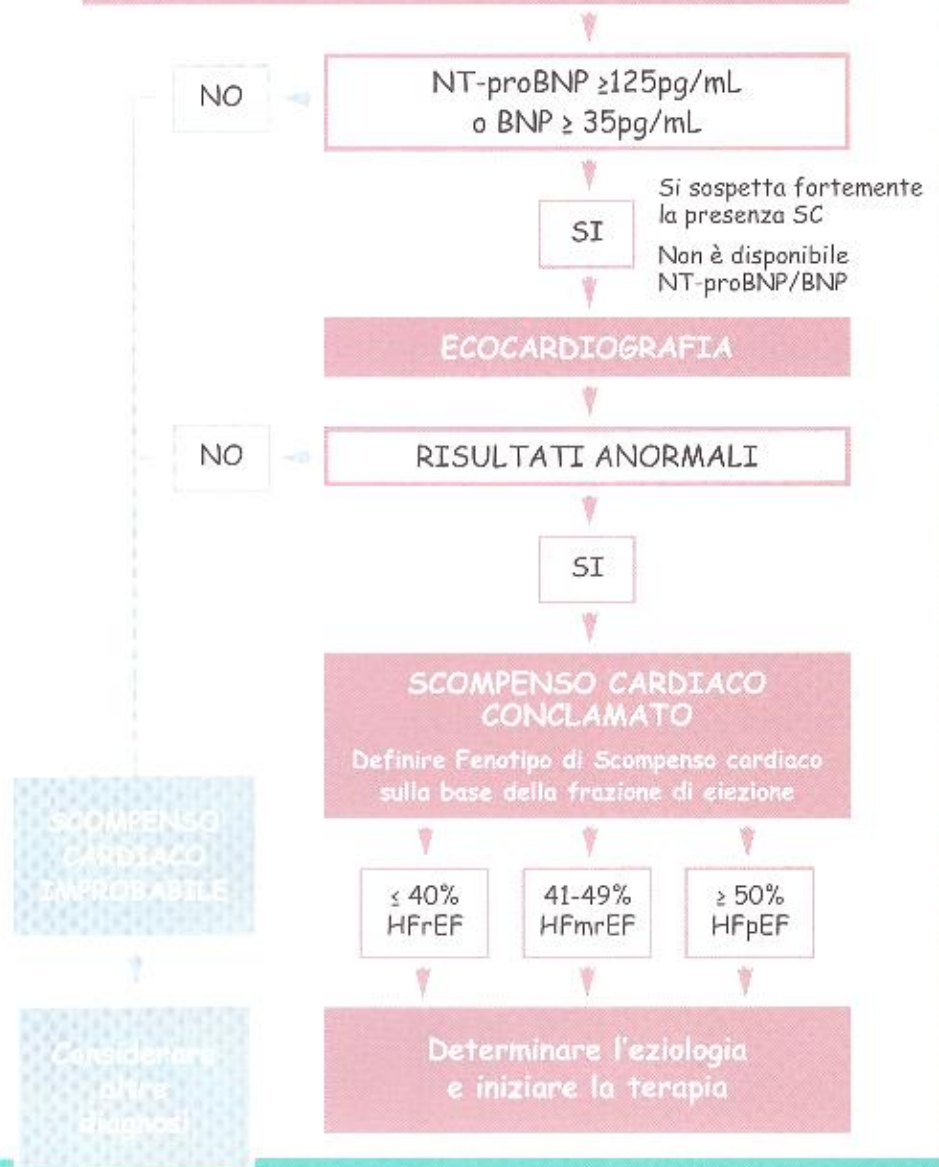 NT-proBNP ≥125pg/mL
o BNP ≥ 35pg/mL
NO
SI
Si sospetta fortemente
la presenza SC
Non è disponibile
NT-proBNP/BNP
ECOCARDIOGRAFIA
NO
RISULTATI ANORMALI
SI
SCOMPENSO CARDIACO
CONCLAMATO
Definire Fenotipo di Scompenso cardiaco
sulla base della frazione di eiezione
SCOMPENSO
CARDIACO
IMPROBABILE
≤ 40%
HFrEF
41-49%
HFmrEF
≥ 50%
HFpEF
Considerare
altre
diagnosi
Determinare l'eziologia
e iniziare la terapia